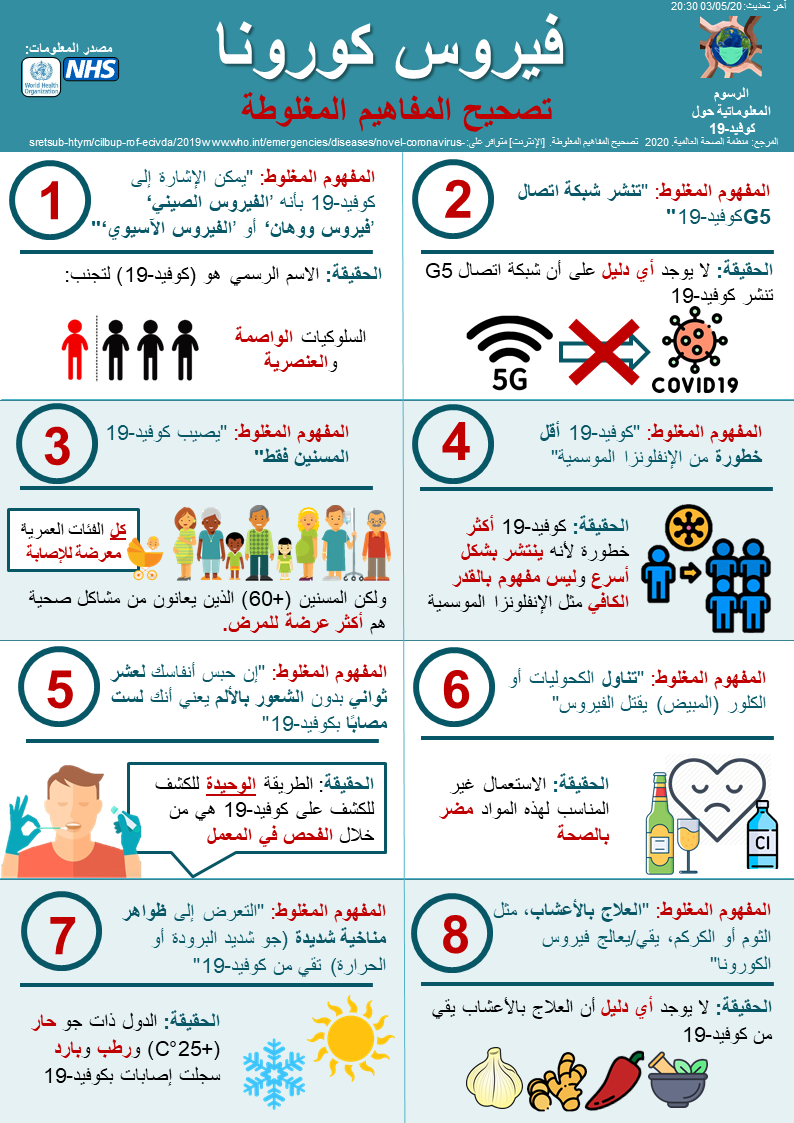 آخر تحديث: 03/05/20 20:30
فيروس كورونا
تصحيح المفاهيم المغلوطة
مصدر المعلومات:
World Health Organization
NHS
الرسوم
المعلوماتية حول
كوفيد-19
المرجع: منظمة الصحة العالمية. 2020 تصحيح المفاهيم المغلوطة. [الإنترنت] متوافر على: sretsub-htym/cilbup-rof-ecivda/2019wwwwho.int/emergencies/diseases/novel-coronavirus-
1
المفهوم المغلوط: "يمكن الإشارة إلى
كوفيد-19 بأنه ’الفيروس الصيني‘
’فيروس ووهان‘ أو ’الفيروس الآسيوي‘"
الحقيقة: الاسم الرسمي هو (كوفيد-19) لتجنب:
السلوكيات الواصمة
والعنصرية
2
المفهوم المغلوط: "تنشر شبكة اتصال
G5كوفيد-19"
الحقيقة: لا يوجد أي دليل على أن شبكة اتصال G5
تنشر كوفيد-19
5G
COVID19
3
المفهوم المغلوط: "يصيب كوفيد-19
المسنين فقط"
كل الفئات العمرية
معرضة للإصابة
ولكن المسنين (+60) الذين يعانون من مشاكل صحية
هم أكثر عرضة للمرض.
4
المفهوم المغلوط: "كوفيد-19 أقل
خطورة من الإنفلونزا الموسمية"
الحقيقة: كوفيد-19 أكثر
خطورة لأنه ينتشر بشكل
أسرع وليس مفهوم بالقدر
الكافي مثل الإنفلونزا الموسمية
5
المفهوم المغلوط: "إن حبس أنفاسك لعشر
ثواني بدون الشعور بالألم يعني أنك لست
مصابًا بكوفيد-19"
الحقيقة: الطريقة الوحيدة للكشف
للكشف على كوفيد-19 هي من
خلال الفحص في المعمل
6
المفهوم المغلوط: "تناول الكحوليات أو
الكلور (المبيض) يقتل الفيروس"
الحقيقة: الاستعمال غير
المناسب لهذه المواد مضر
بالصحة
Cl
7
المفهوم المغلوط: "التعرض إلى ظواهر
مناخية شديدة (جو شديد البرودة أو
الحرارة) تقي من كوفيد-19"
الحقيقة: الدول ذات جو حار
(+25°C) ورطب وبارد
سجلت إصابات بكوفيد-19
8
المفهوم المغلوط: "العلاج بالأعشاب، مثل
الثوم أو الكركم، يقي/يعالج فيروس
الكورونا"
الحقيقة: لا يوجد أي دليل أن العلاج بالأعشاب يقي
من كوفيد-19